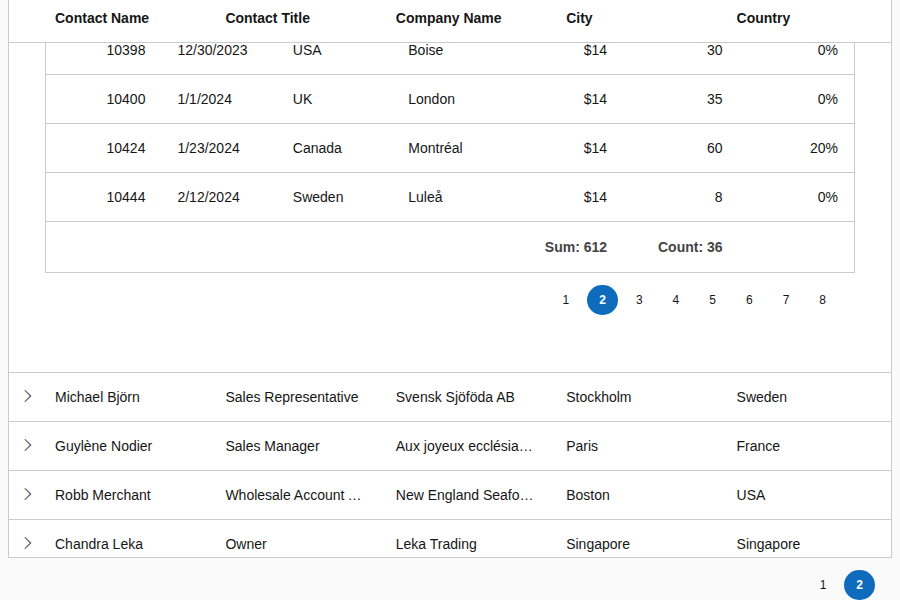 Contact Name Contact Title Company Name City Country
10398 12/30/2023 USA Boise $14 30 0%
10400 1/1/2024 UK London $14 35 0%
10424 1/23/2024 Canada Montréal $14 60 20%
10444 2/12/2024 Sweden Luleå $14 8 0%
Sum: 612 Count: 36
1 2 3 4 5 6 7 8
Michael Björn Sales Representative Svensk Sjöföda AB Stockholm Sweden
Guylène Nodier Sales Manager Aux joyeux ecclésia… Paris France
Robb Merchant Wholesale Account … New England Seafo… Boston USA
Chandra Leka Owner Leka Trading Singapore Singapore
1 2